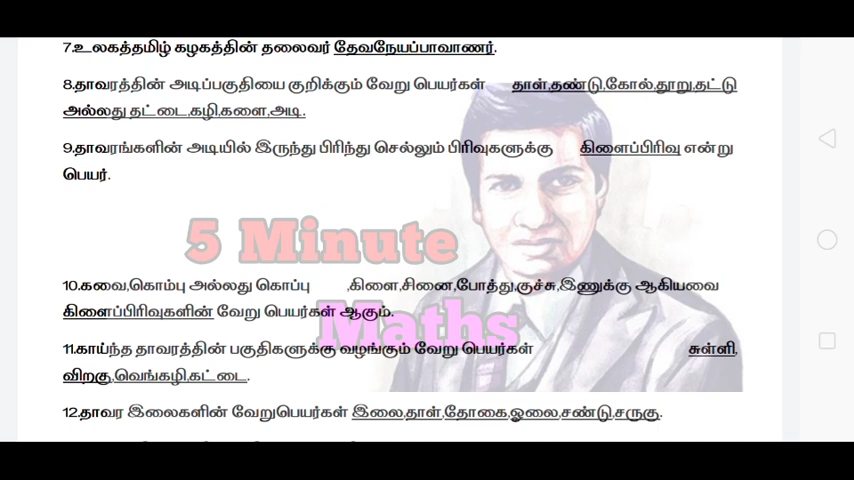 7.உலகத்தமிழ் கழகத்தின் தலைவர் தேவநேயப்பாவாணர்.
8.தாவரத்தின் அடிப்பகுதியை குறிக்கும் வேறு பெயர்கள் தாள்,தண்டு,கோல்,தூறு,தட்டு
அல்லது தட்டை,கழி,களை,அடி.
9.தாவரங்களின் அடியில் இருந்து பிரிந்து செல்லும் பிரிவுகளுக்கு கிளைப்பிரிவு என்று
பெயர்.
5 Minute
10.கவை,கொம்பு அல்லது கொப்பு ,கிளை,சினை,போத்து,குச்சு,இணுக்கு ஆகியவை
கிளைப்பிரிவுகளின் வேறு பெயர்கள் ஆகும்.
Maths
11.காய்ந்த தாவரத்தின் பகுதிகளுக்கு வழங்கும் வேறு பெயர்கள் சுள்ளி,
விறகு,வெங்கழி,கட்டை.
12.தாவர இலைகளின் வேறுபெயர்கள் இலை,தாள்,தோகை,ஓலை,சண்டு,சருகு.